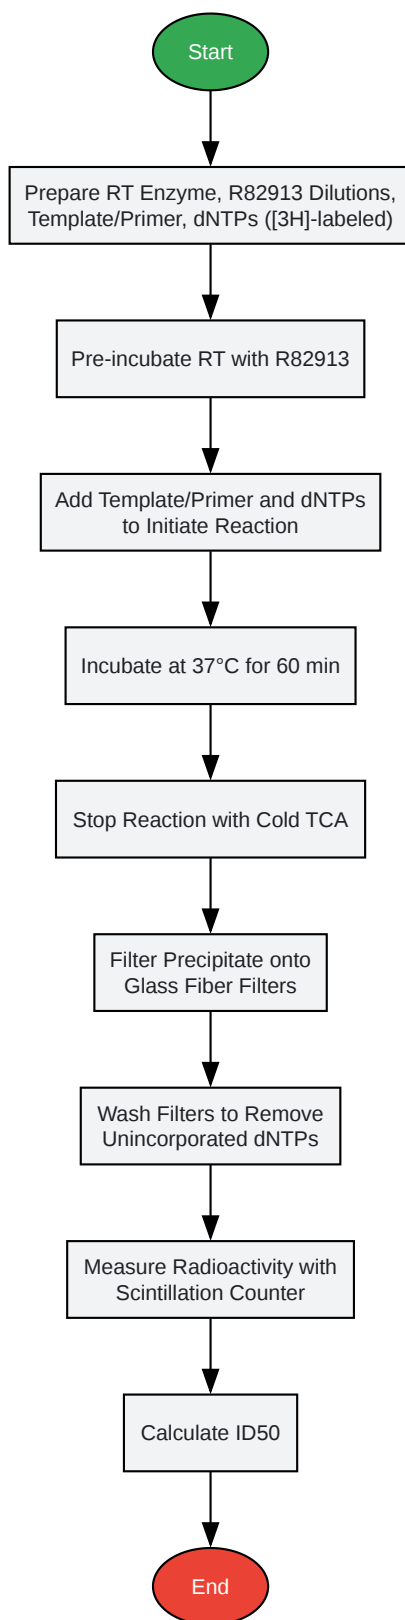 Start
Prepare RT Enzyme, R82913 Dilutions,
Template/Primer, dNTPs ([3H]-labeled)
Pre-incubate RT with R82913
Add Template/Primer and dNTPs
to Initiate Reaction
Incubate at 37°C for 60 min
Stop Reaction with Cold TCA
Filter Precipitate onto
Glass Fiber Filters
Wash Filters to Remove
Unincorporated dNTPs
Measure Radioactivity with
Scintillation Counter
Calculate ID50
End